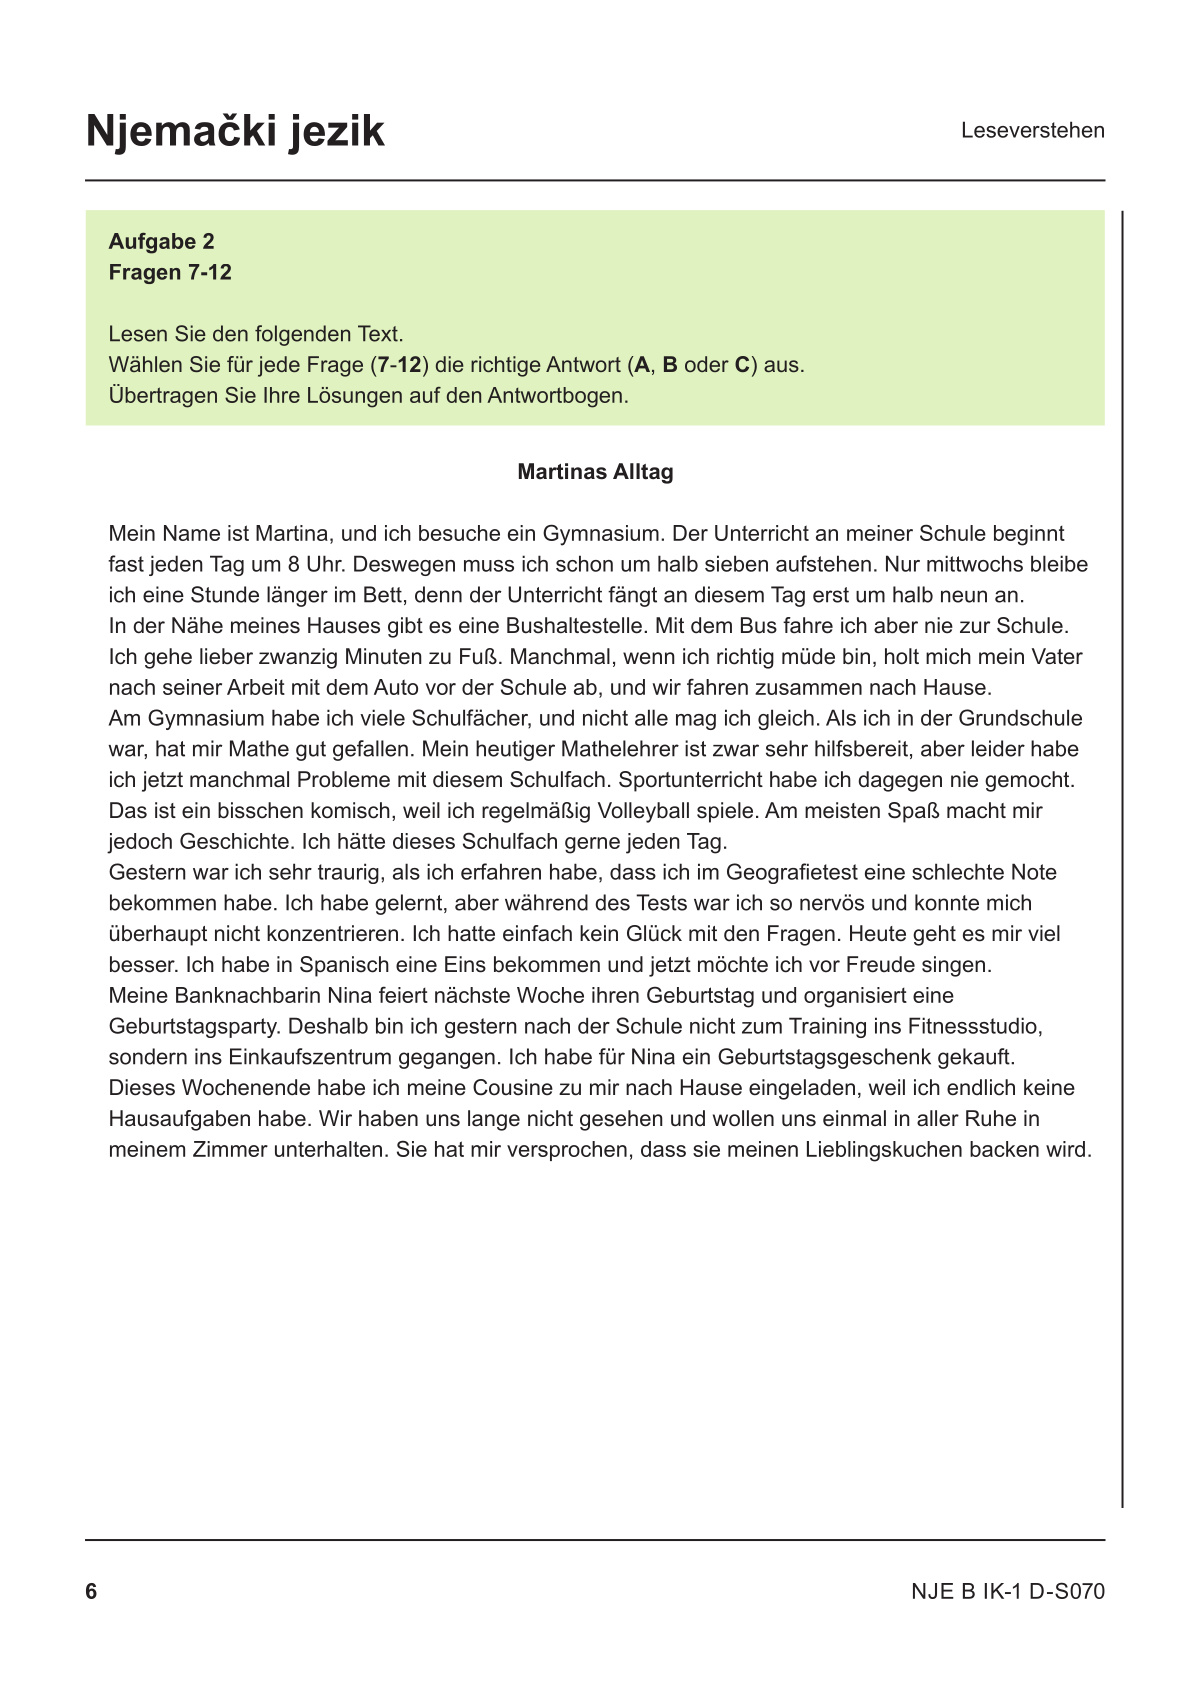 Njemački jezik
Leseverstehen
Aufgabe 2
Fragen 7-12
Lesen Sie den folgenden Text.
Wählen Sie für jede Frage (7-12) die richtige Antwort (A, B oder C) aus.
Übertragen Sie Ihre Lösungen auf den Antwortbogen.
Martinas Alltag
Mein Name ist Martina, und ich besuche ein Gymnasium. Der Unterricht an meiner Schule beginnt
fast jeden Tag um 8 Uhr. Deswegen muss ich schon um halb sieben aufstehen. Nur mittwochs bleibe
ich eine Stunde länger im Bett, denn der Unterricht fängt an diesem Tag erst um halb neun an.
In der Nähe meines Hauses gibt es eine Bushaltestelle. Mit dem Bus fahre ich aber nie zur Schule.
Ich gehe lieber zwanzig Minuten zu Fuß. Manchmal, wenn ich richtig müde bin, holt mich mein Vater
nach seiner Arbeit mit dem Auto vor der Schule ab, und wir fahren zusammen nach Hause.
Am Gymnasium habe ich viele Schulfächer, und nicht alle mag ich gleich. Als ich in der Grundschule
war, hat mir Mathe gut gefallen. Mein heutiger Mathelehrer ist zwar sehr hilfsbereit, aber leider habe
ich jetzt manchmal Probleme mit diesem Schulfach. Sportunterricht habe ich dagegen nie gemocht.
Das ist ein bisschen komisch, weil ich regelmäßig Volleyball spiele. Am meisten Spaß macht mir
jedoch Geschichte. Ich hätte dieses Schulfach gerne jeden Tag.
Gestern war ich sehr traurig, als ich erfahren habe, dass ich im Geografietest eine schlechte Note
bekommen habe. Ich habe gelernt, aber während des Tests war ich so nervös und konnte mich
überhaupt nicht konzentrieren. Ich hatte einfach kein Glück mit den Fragen. Heute geht es mir viel
besser. Ich habe in Spanisch eine Eins bekommen und jetzt möchte ich vor Freude singen.
Meine Banknachbarin Nina feiert nächste Woche ihren Geburtstag und organisiert eine
Geburtstagsparty. Deshalb bin ich gestern nach der Schule nicht zum Training ins Fitnessstudio,
sondern ins Einkaufszentrum gegangen. Ich habe für Nina ein Geburtstagsgeschenk gekauft.
Dieses Wochenende habe ich meine Cousine zu mir nach Hause eingeladen, weil ich endlich keine
Hausaufgaben habe. Wir haben uns lange nicht gesehen und wollen uns einmal in aller Ruhe in
meinem Zimmer unterhalten. Sie hat mir versprochen, dass sie meinen Lieblingskuchen backen wird.
6
NJE B IK-1 D-S070